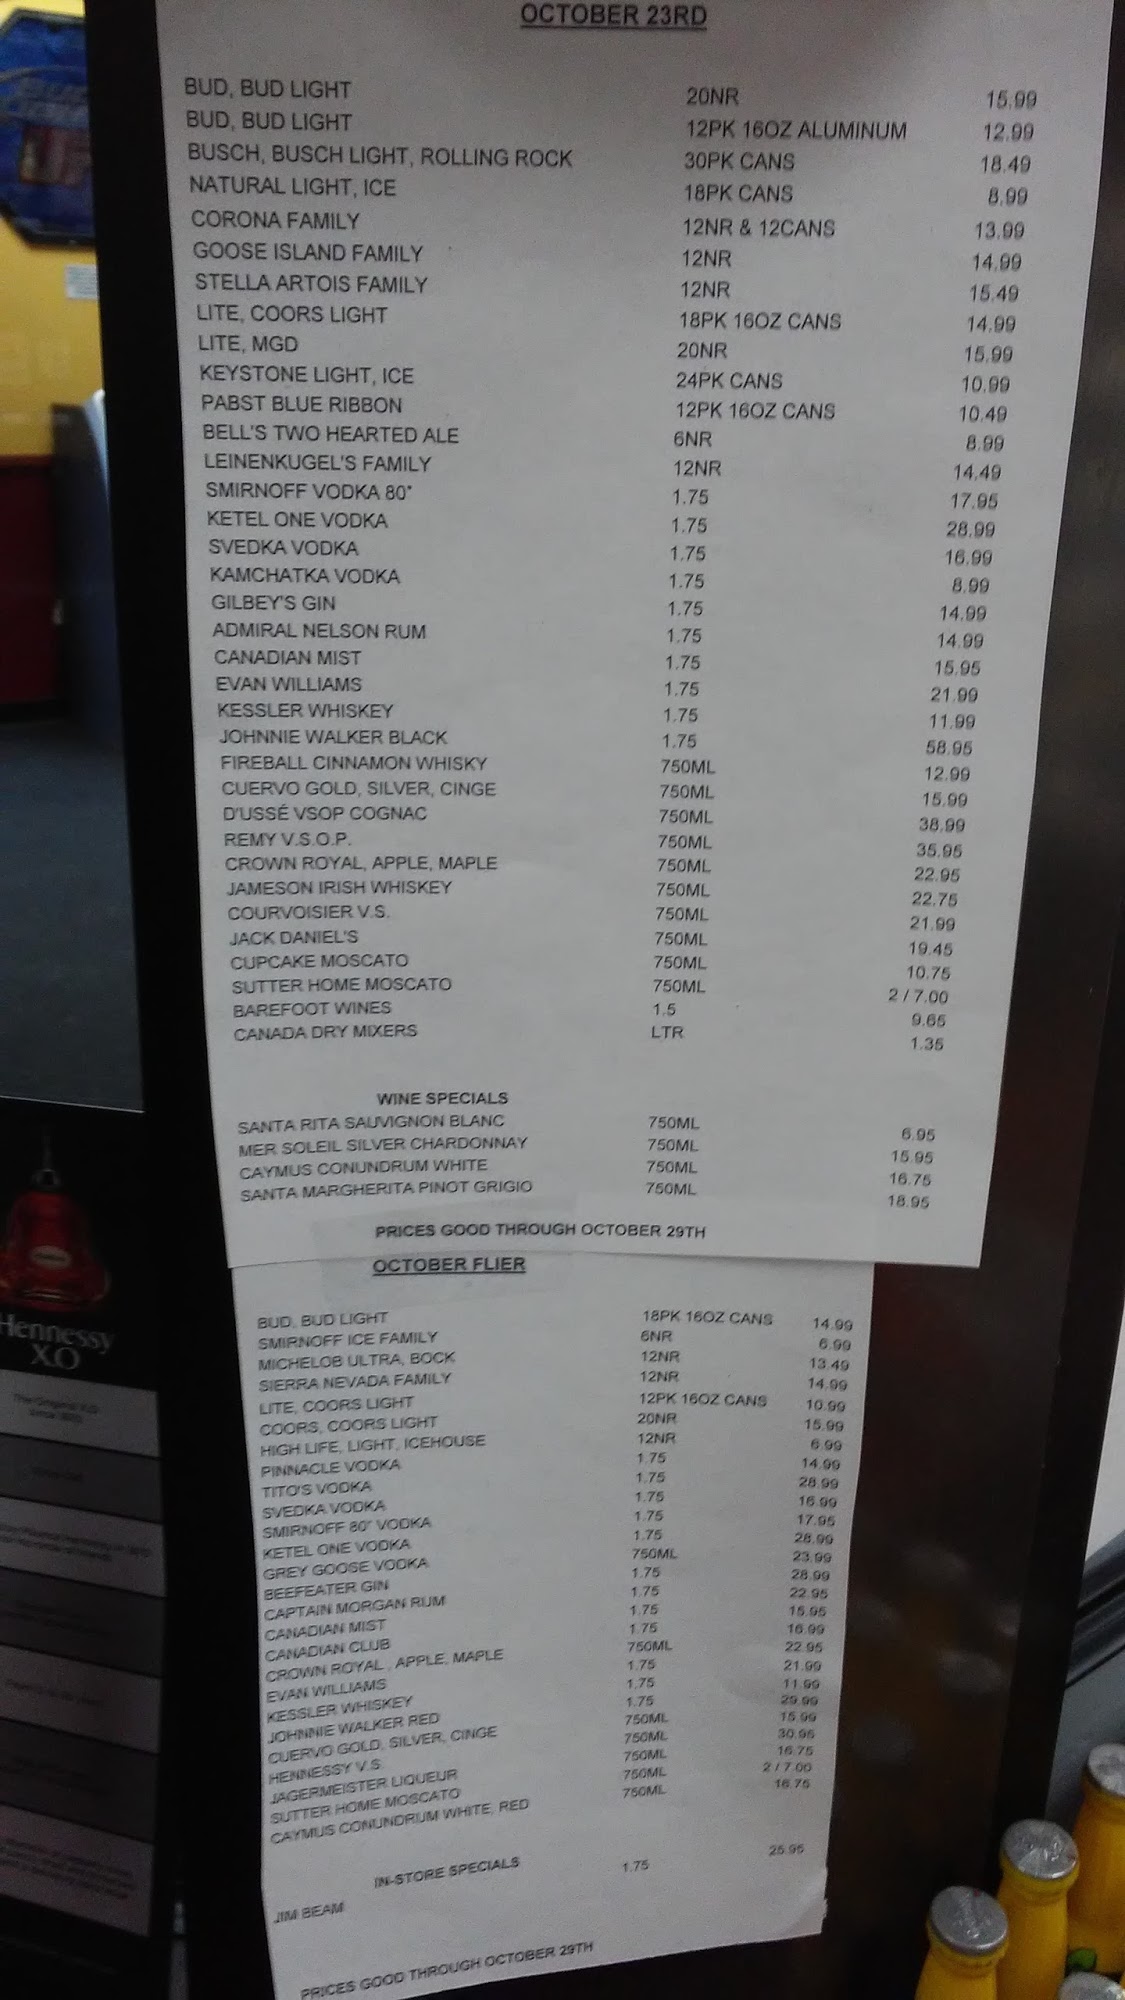 OCTOBER 23RD
BUD, BUD LIGHT 20NR 15.99
BUD, BUD LIGHT 12PK 16OZ ALUMINUM 12.99
BUSCH, BUSCH LIGHT, ROLLING ROCK 30PK CANS 18.49
NATURAL LIGHT, ICE 18PK CANS 8.99
CORONA FAMILY 12NR & 12CANS 13.99
GOOSE ISLAND FAMILY 12NR 14.99
STELLA ARTOIS FAMILY 12NR 15.49
LITE, COORS LIGHT 18PK 16OZ CANS 14.99
LITE, MGD 20NR 15.99
KEYSTONE LIGHT, ICE 24PK CANS 10.99
PABST BLUE RIBBON 12PK 16OZ CANS 10.49
BELL'S TWO HEARTED ALE 6NR 8.99
LEINENKUGEL'S FAMILY 12NR 14.49
SMIRNOFF VODKA 80° 1.75 17.95
KETEL ONE VODKA 1.75 28.99
SVEDKA VODKA 1.75 16.99
KAMCHATKA VODKA 1.75 8.99
GILBEY'S GIN 1.75 14.99
ADMIRAL NELSON RUM 1.75 14.99
CANADIAN MIST 1.75 15.95
EVAN WILLIAMS 1.75 21.99
KESSLER WHISKEY 1.75 11.99
JOHNNIE WALKER BLACK 1.75 58.95
FIREBALL CINNAMON WHISKY 750ML 12.99
CUERVO GOLD, SILVER, CINGE 750ML 15.99
D'USSÉ VSOP COGNAC 750ML 38.99
REMY V.S.O.P. 750ML 35.95
CROWN ROYAL, APPLE, MAPLE 750ML 22.95
JAMESON IRISH WHISKEY 750ML 22.75
COURVOISIER V.S. 750ML 21.99
JACK DANIEL'S 750ML 19.45
CUPCAKE MOSCATO 750ML 10.75
SUTTER HOME MOSCATO 750ML 2 / 7.00
BAREFOOT WINES 1.5 9.65
CANADA DRY MIXERS LTR 1.35
WINE SPECIALS
SANTA RITA SAUVIGNON BLANC 750ML 6.95
MER SOLEIL SILVER CHARDONNAY 750ML 15.95
CAYMUS CONUNDRUM WHITE 750ML 16.75
SANTA MARGHERITA PINOT GRIGIO 750ML 18.95
PRICES GOOD THROUGH OCTOBER 29TH
OCTOBER FLIER
BUD, BUD LIGHT 18PK 16OZ CANS 14.99
SMIRNOFF ICE FAMILY 6NR 6.99
MICHELOB ULTRA, BOCK 12NR 13.49
SIERRA NEVADA FAMILY 12NR 14.99
LITE, COORS LIGHT 12PK 16OZ CANS 10.99
COORS, COORS LIGHT 20NR 15.99
HIGH LIFE, LIGHT, ICEHOUSE 12NR 6.99
PINNACLE VODKA 1.75 14.99
TITO'S VODKA 1.75 28.99
SVEDKA VODKA 1.75 16.99
SMIRNOFF 80° VODKA 1.75 17.95
KETEL ONE VODKA 1.75 28.99
GREY GOOSE VODKA 750ML 23.99
BEEFEATER GIN 1.75 28.99
CAPTAIN MORGAN RUM 1.75 22.95
CANADIAN MIST 1.75 15.95
CANADIAN CLUB 1.75 16.99
CROWN ROYAL , APPLE, MAPLE 750ML 22.95
EVAN WILLIAMS 1.75 21.99
KESSLER WHISKEY 1.75 11.99
JOHNNIE WALKER RED 1.75 29.99
CUERVO GOLD, SILVER, CINGE 750ML 15.99
HENNESSY V.S. 750ML 30.95
JAGERMEISTER LIQUEUR 750ML 16.75
SUTTER HOME MOSCATO 750ML 2 / 7.00
CAYMUS CONUNDRUM WHITE, RED 750ML 16.75
IN-STORE SPECIALS
JIM BEAM 1.75 25.95
PRICES GOOD THROUGH OCTOBER 29TH
Hennessy
XO